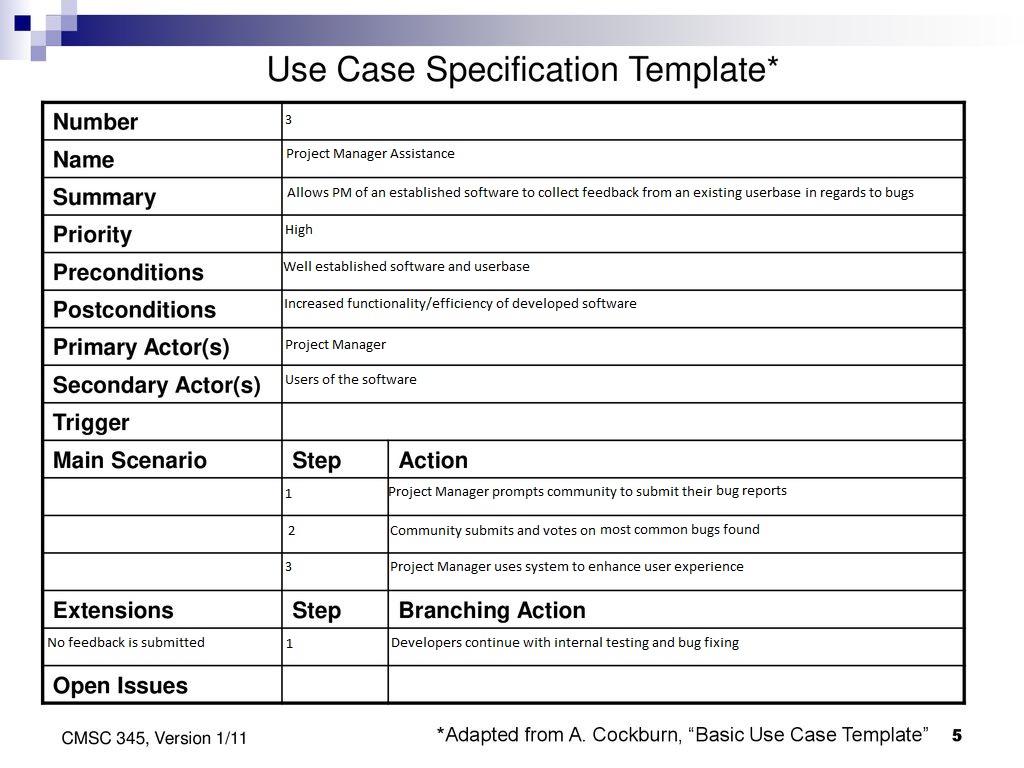 Use Case Specification Template*
Number 3
Name Project Manager Assistance
Summary Allows PM of an established software to collect feedback from an existing userbase in regards to bugs
Priority High
Preconditions Well established software and userbase
Postconditions Increased functionality/efficiency of developed software
Primary Actor(s) Project Manager
Secondary Actor(s) Users of the software
Trigger
Main Scenario Step Action
1 Project Manager prompts community to submit their bug reports
2 Community submits and votes on most common bugs found
3 Project Manager uses system to enhance user experience
Extensions Step Branching Action
No feedback is submitted 1 Developers continue with internal testing and bug fixing
Open Issues
CMSC 345, Version 1/11 *Adapted from A. Cockburn, “Basic Use Case Template” 5